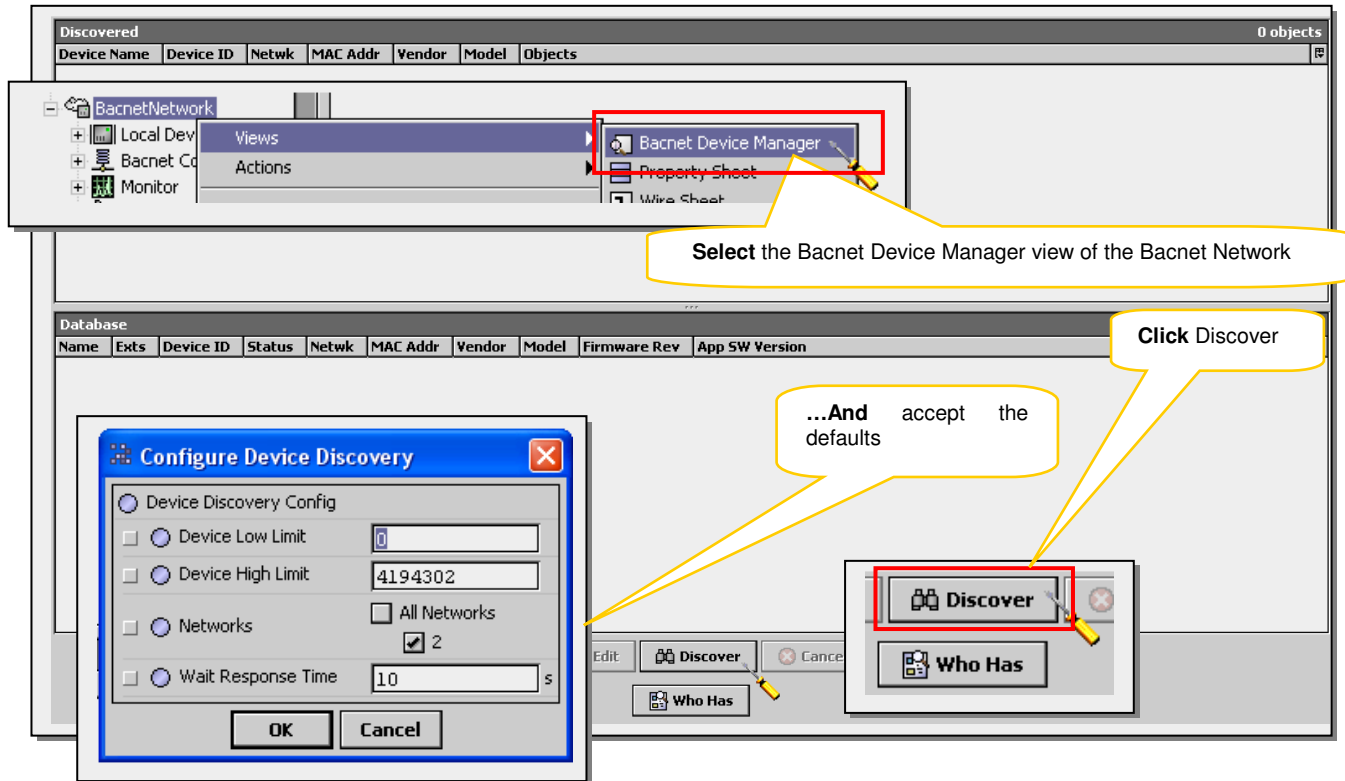 Discovered 0 objects
Device Name Device ID Netwk MAC Addr Vendor Model Objects
BacnetNetwork
Local Dev
Views
Bacnet Device Manager
Bacnet Co
Actions
Property Sheet
Monitor
Wire Sheet
Select the Bacnet Device Manager view of the Bacnet Network
Database
Name Exts Device ID Status Netwk MAC Addr Vendor Model Firmware Rev App SW Version
Click Discover
…And accept the
defaults
Configure Device Discovery
Device Discovery Config
Device Low Limit 0
Device High Limit 4194302
Networks All Networks
2
Wait Response Time 10 s
OK Cancel
Edit Discover Cance
Who Has
Discover
Who Has